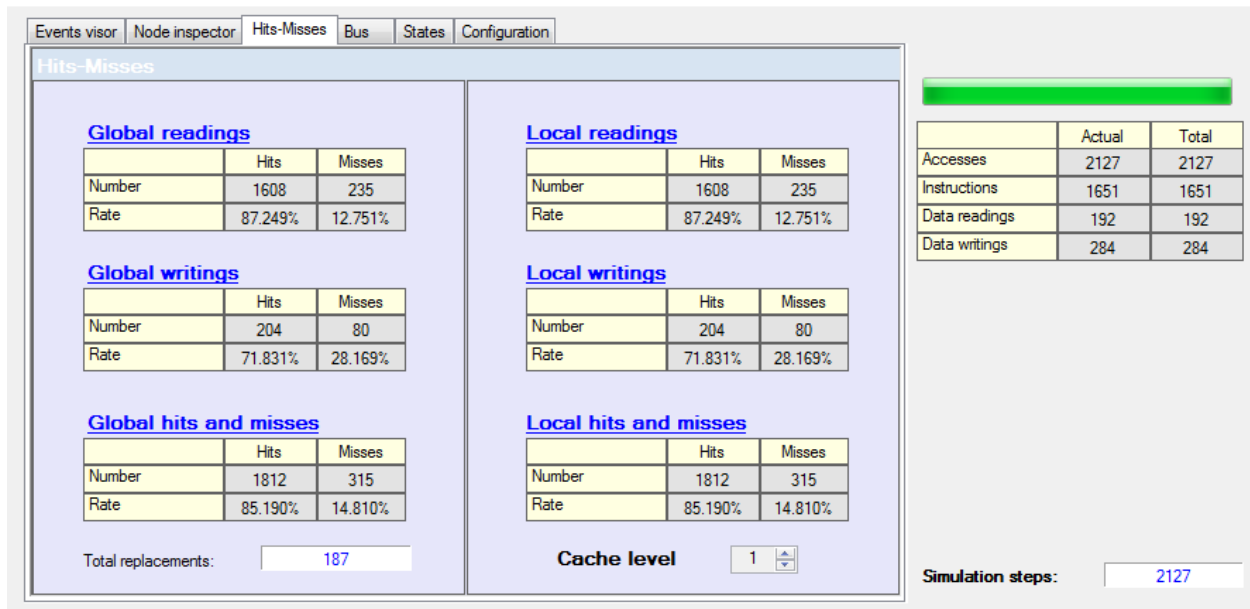 Events visor Node inspector Hits-Misses Bus States Configuration
Hits-Misses
Global readings
Hits Misses
Number 1608 235
Rate 87.249% 12.751%
Global writings
Hits Misses
Number 204 80
Rate 71.831% 28.169%
Global hits and misses
Hits Misses
Number 1812 315
Rate 85.190% 14.810%
Total replacements: 187
Local readings
Hits Misses
Number 1608 235
Rate 87.249% 12.751%
Local writings
Hits Misses
Number 204 80
Rate 71.831% 28.169%
Local hits and misses
Hits Misses
Number 1812 315
Rate 85.190% 14.810%
Cache level 1
Actual Total
Accesses 2127 2127
Instructions 1651 1651
Data readings 192 192
Data writings 284 284
Simulation steps: 2127